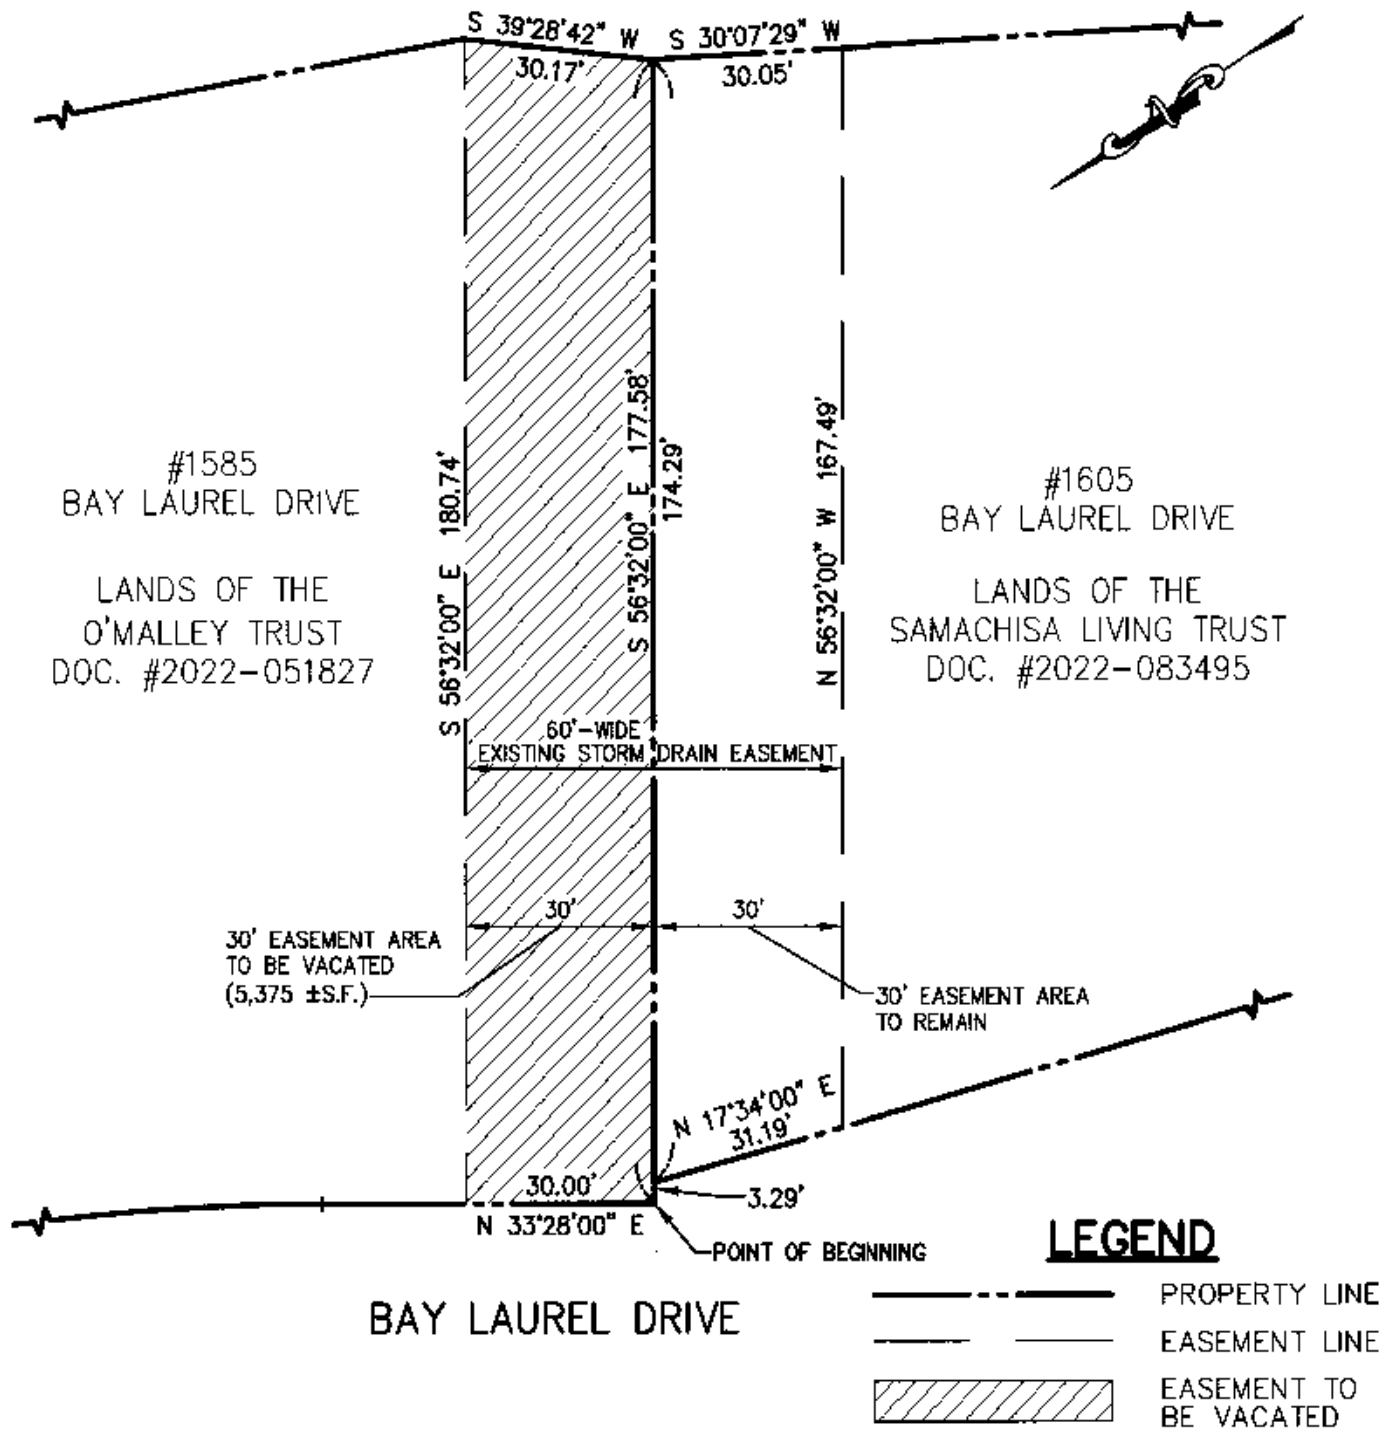 S 39°28'42" W
30.17'
S 30°07'29" W
30.05'
N
#1585
BAY LAUREL DRIVE
LANDS OF THE
O'MALLEY TRUST
DOC. #2022-051827
S 56°32'00" E 180.74'
S 56°32'00" E 177.58'
174.29'
N 56°32'00" W 167.49'
#1605
BAY LAUREL DRIVE
LANDS OF THE
SAMACHISA LIVING TRUST
DOC. #2022-083495
60'-WIDE
EXISTING STORM DRAIN EASEMENT
30'
30'
30' EASEMENT AREA
TO BE VACATED
(5,375 ±S.F.)
30' EASEMENT AREA
TO REMAIN
N 17°34'00" E
31.19'
30.00'
N 33°28'00" E
3.29'
POINT OF BEGINNING
BAY LAUREL DRIVE
LEGEND
PROPERTY LINE
EASEMENT LINE
EASEMENT TO
BE VACATED